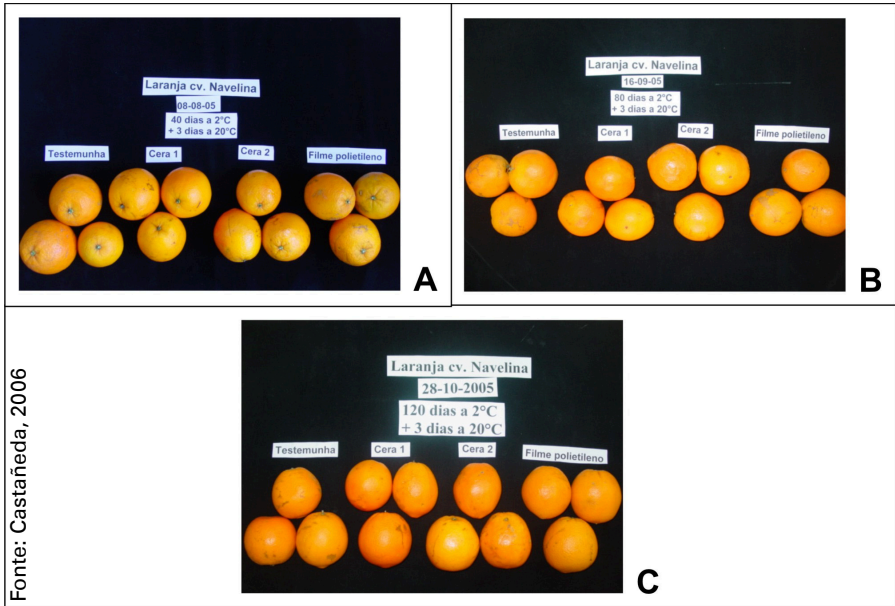 Laranja cv. Navelina
08-08-05
40 dias a 2°C
+ 3 dias a 20°C
Testemunha
Cera 1
Cera 2
Filme polietileno
A
Laranja cv. Navelina
16-09-05
80 dias a 2°C
+ 3 dias a 20°C
Testemunha
Cera 1
Cera 2
Filme polietileno
B
Laranja cv. Navelina
28-10-2005
120 dias a 2°C
+ 3 dias a 20°C
Testemunha
Cera 1
Cera 2
Filme polietileno
C
Fonte: Castañeda, 2006